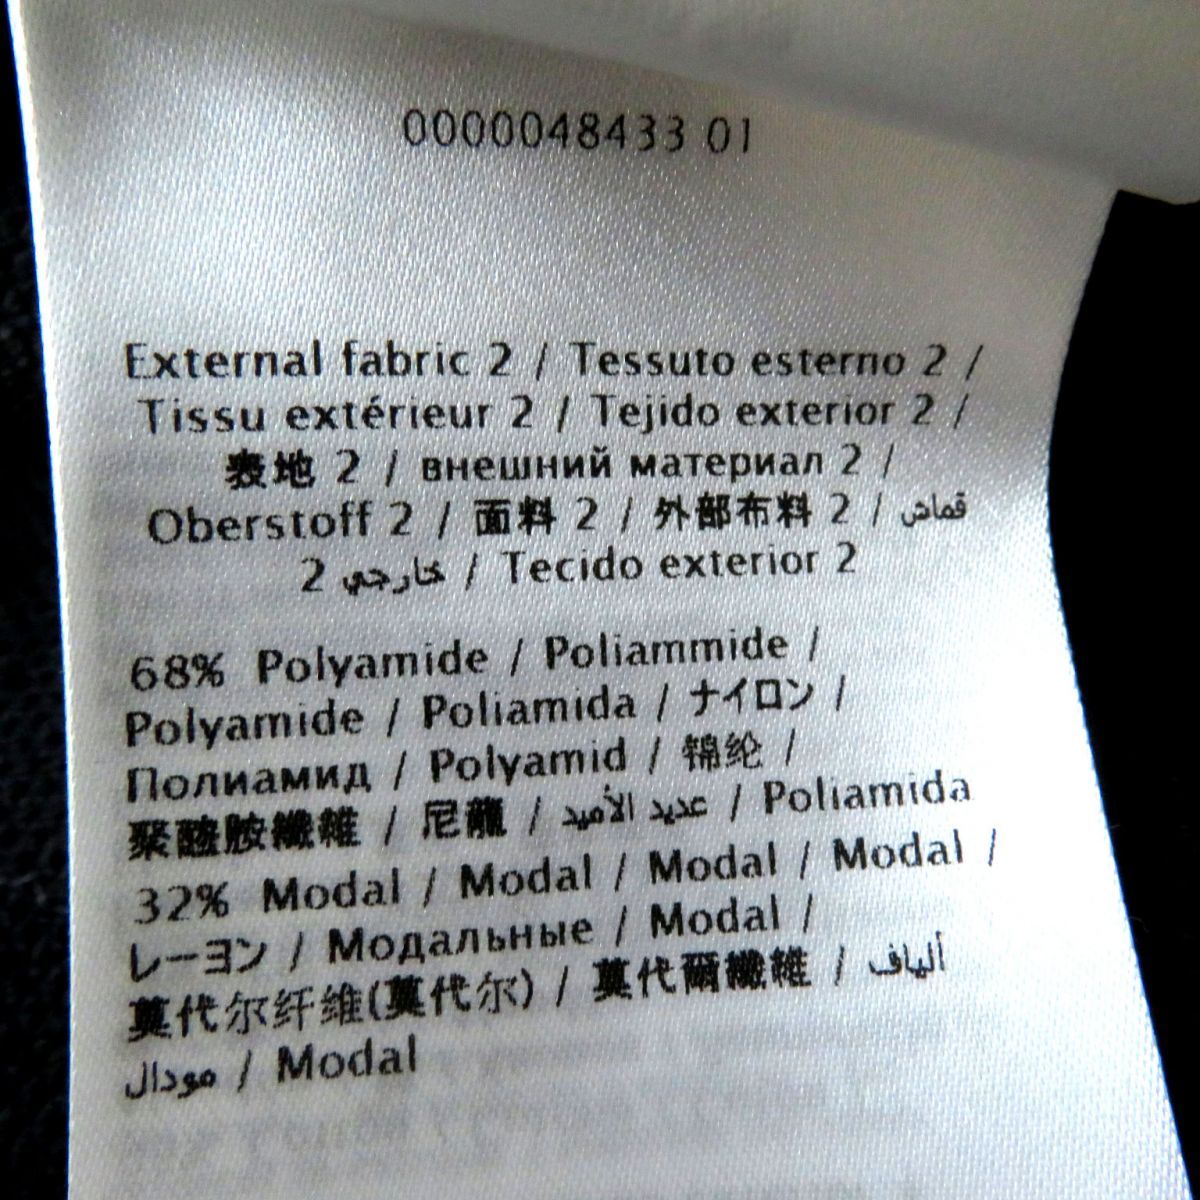 0000048433 01
External fabric 2 / Tessuto esterno 2 /
Tissu extérieur 2 / Tejido exterior 2 /
表地 2 / внешний материал 2 /
Oberstoff 2 / 面料 2 / 外部布料 2 / قماش
خارجي 2 / Tecido exterior 2
68% Polyamide / Poliammide /
Polyamide / Poliamida / ナイロン /
Полиамид / Polyamid / 锦纶 /
聚醯胺纖維 / 尼龍 / عديد الأميد / Poliamida
32% Modal / Modal / Modal / Modal /
レーヨン / Модальные / Modal /
莫代尔纤维(莫代尔) / 莫代爾纖維 / ألياف
مودال / Modal